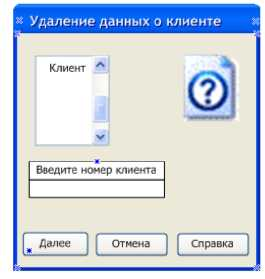 Удаление данных о клиенте
Клиент
Введите номер клиента
Далее
Отмена
Справка